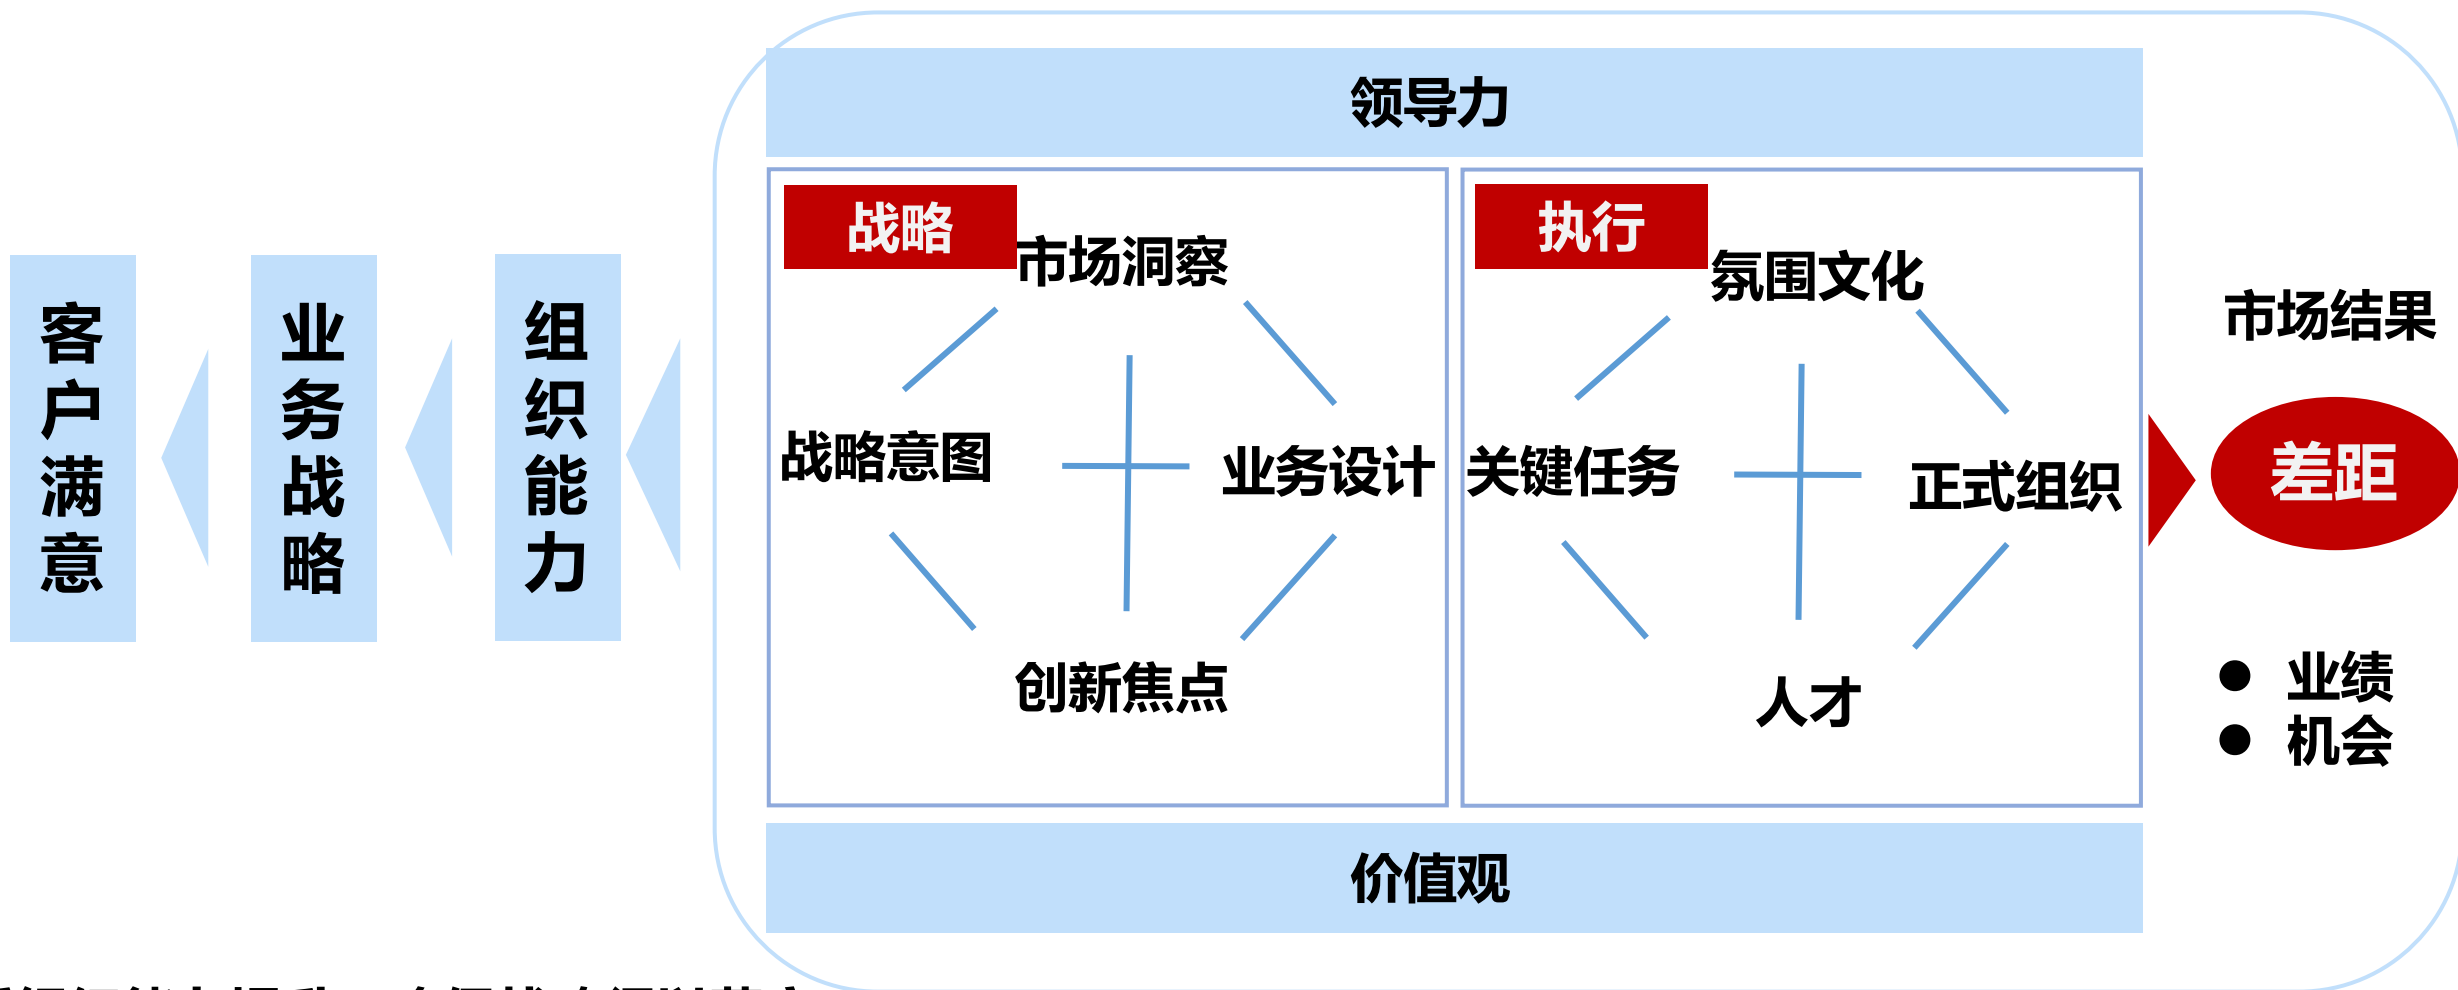 领导力
战略
执行
市场洞察
氛围文化
客户满意
业务战略
组织能力
市场结果
战略意图
业务设计
关键任务
正式组织
差距
创新焦点
人才
业绩
机会
价值观